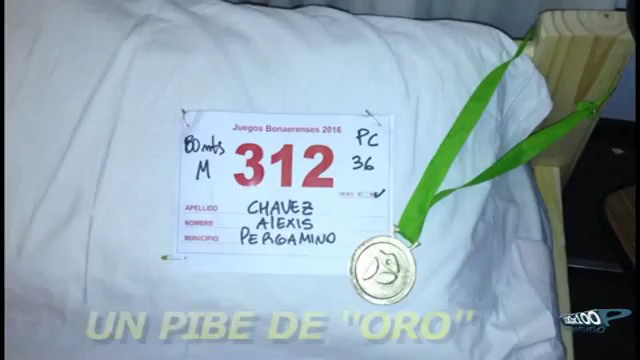 Juegos Bonaerenses 2016
80 mts
M
312
PC
36
APELLIDO CHAVEZ
NOMBRE ALEXIS
MUNICIPIO PERGAMINO
UN PIBE DE "ORO"